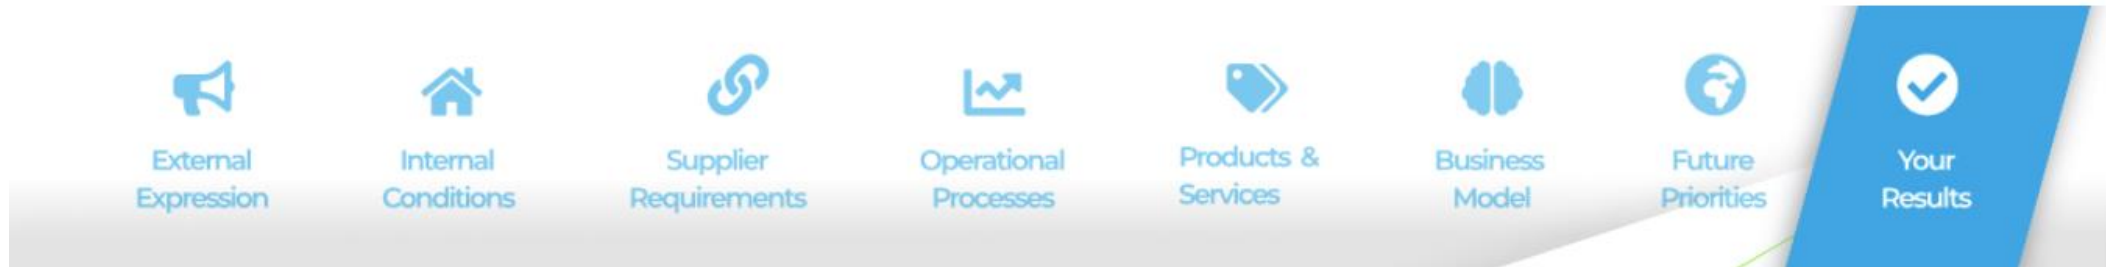 External
Expression
Internal
Conditions
Supplier
Requirements
Operational
Processes
Products &
Services
Business
Model
Future
Priorities
Your
Results